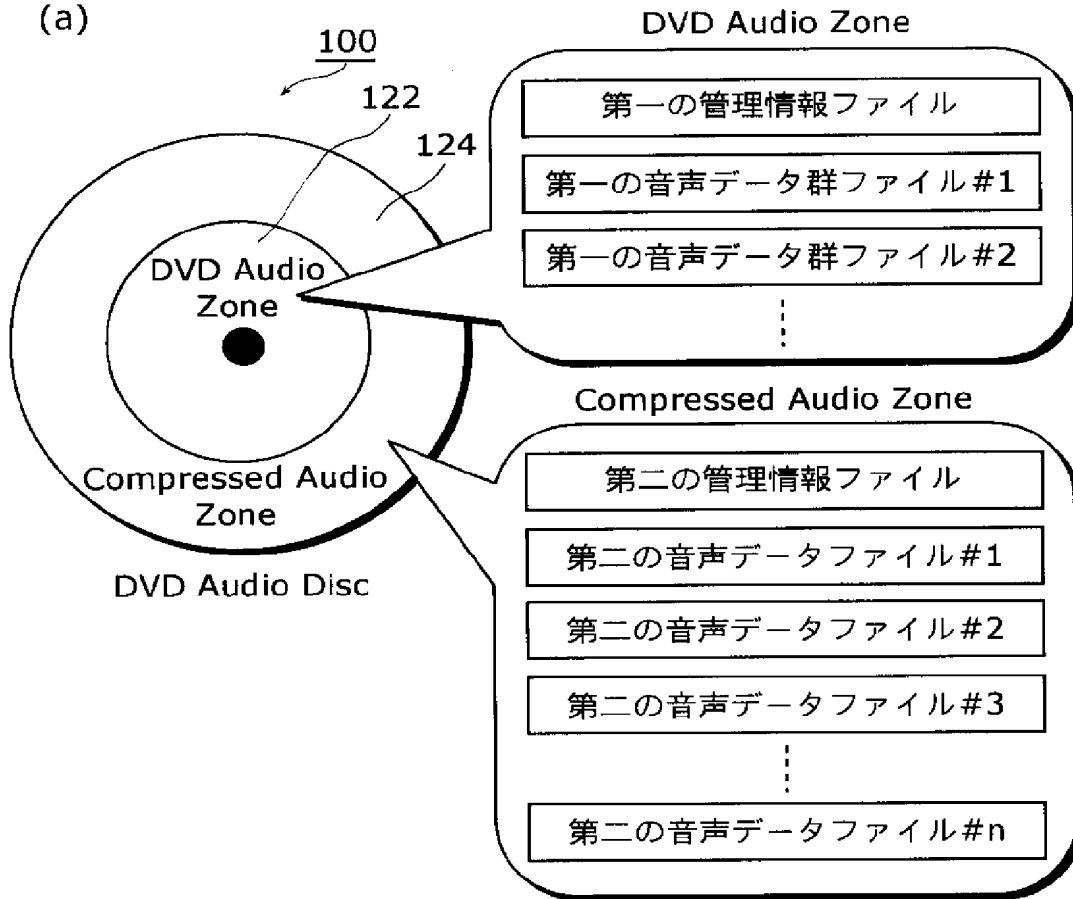 (a)
100
122
124
DVD Audio
Zone
Compressed Audio
Zone
DVD Audio Disc
DVD Audio Zone
第一の管理情報ファイル
第一の音声データ群ファイル#1
第一の音声データ群ファイル#2
Compressed Audio Zone
第二の管理情報ファイル
第二の音声データファイル#1
第二の音声データファイル#2
第二の音声データファイル#3
第二の音声データファイル#n